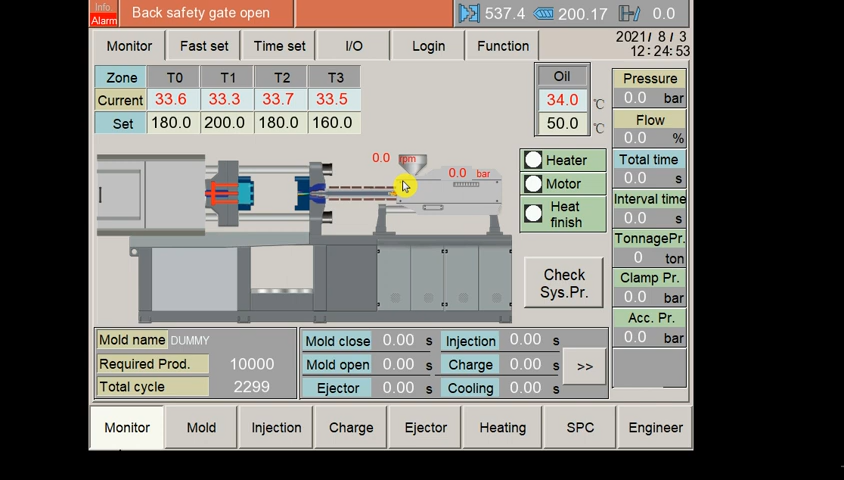 Info
Alarm
Back safety gate open
537.4
200.17
0.0
Monitor
Fast set
Time set
I/O
Login
Function
2021/ 8/ 3
12:24:53
Zone T0 T1 T2 T3
Current 33.6 33.3 33.7 33.5
Set 180.0 200.0 180.0 160.0
Oil
34.0 ℃
50.0 ℃
0.0 rpm
0.0 bar
Heater
Motor
Heat
finish
Check
Sys.Pr.
Pressure
0.0 bar
Flow
0.0 %
Total time
0.0 s
Interval time
0.0 s
TonnagePr.
0 ton
Clamp Pr.
0.0 bar
Acc. Pr.
0.0 bar
Mold name DUMMY
Required Prod. 10000
Total cycle 2299
Mold close 0.00 s Injection 0.00 s
Mold open 0.00 s Charge 0.00 s
Ejector 0.00 s Cooling 0.00 s
>>
Monitor
Mold
Injection
Charge
Ejector
Heating
SPC
Engineer